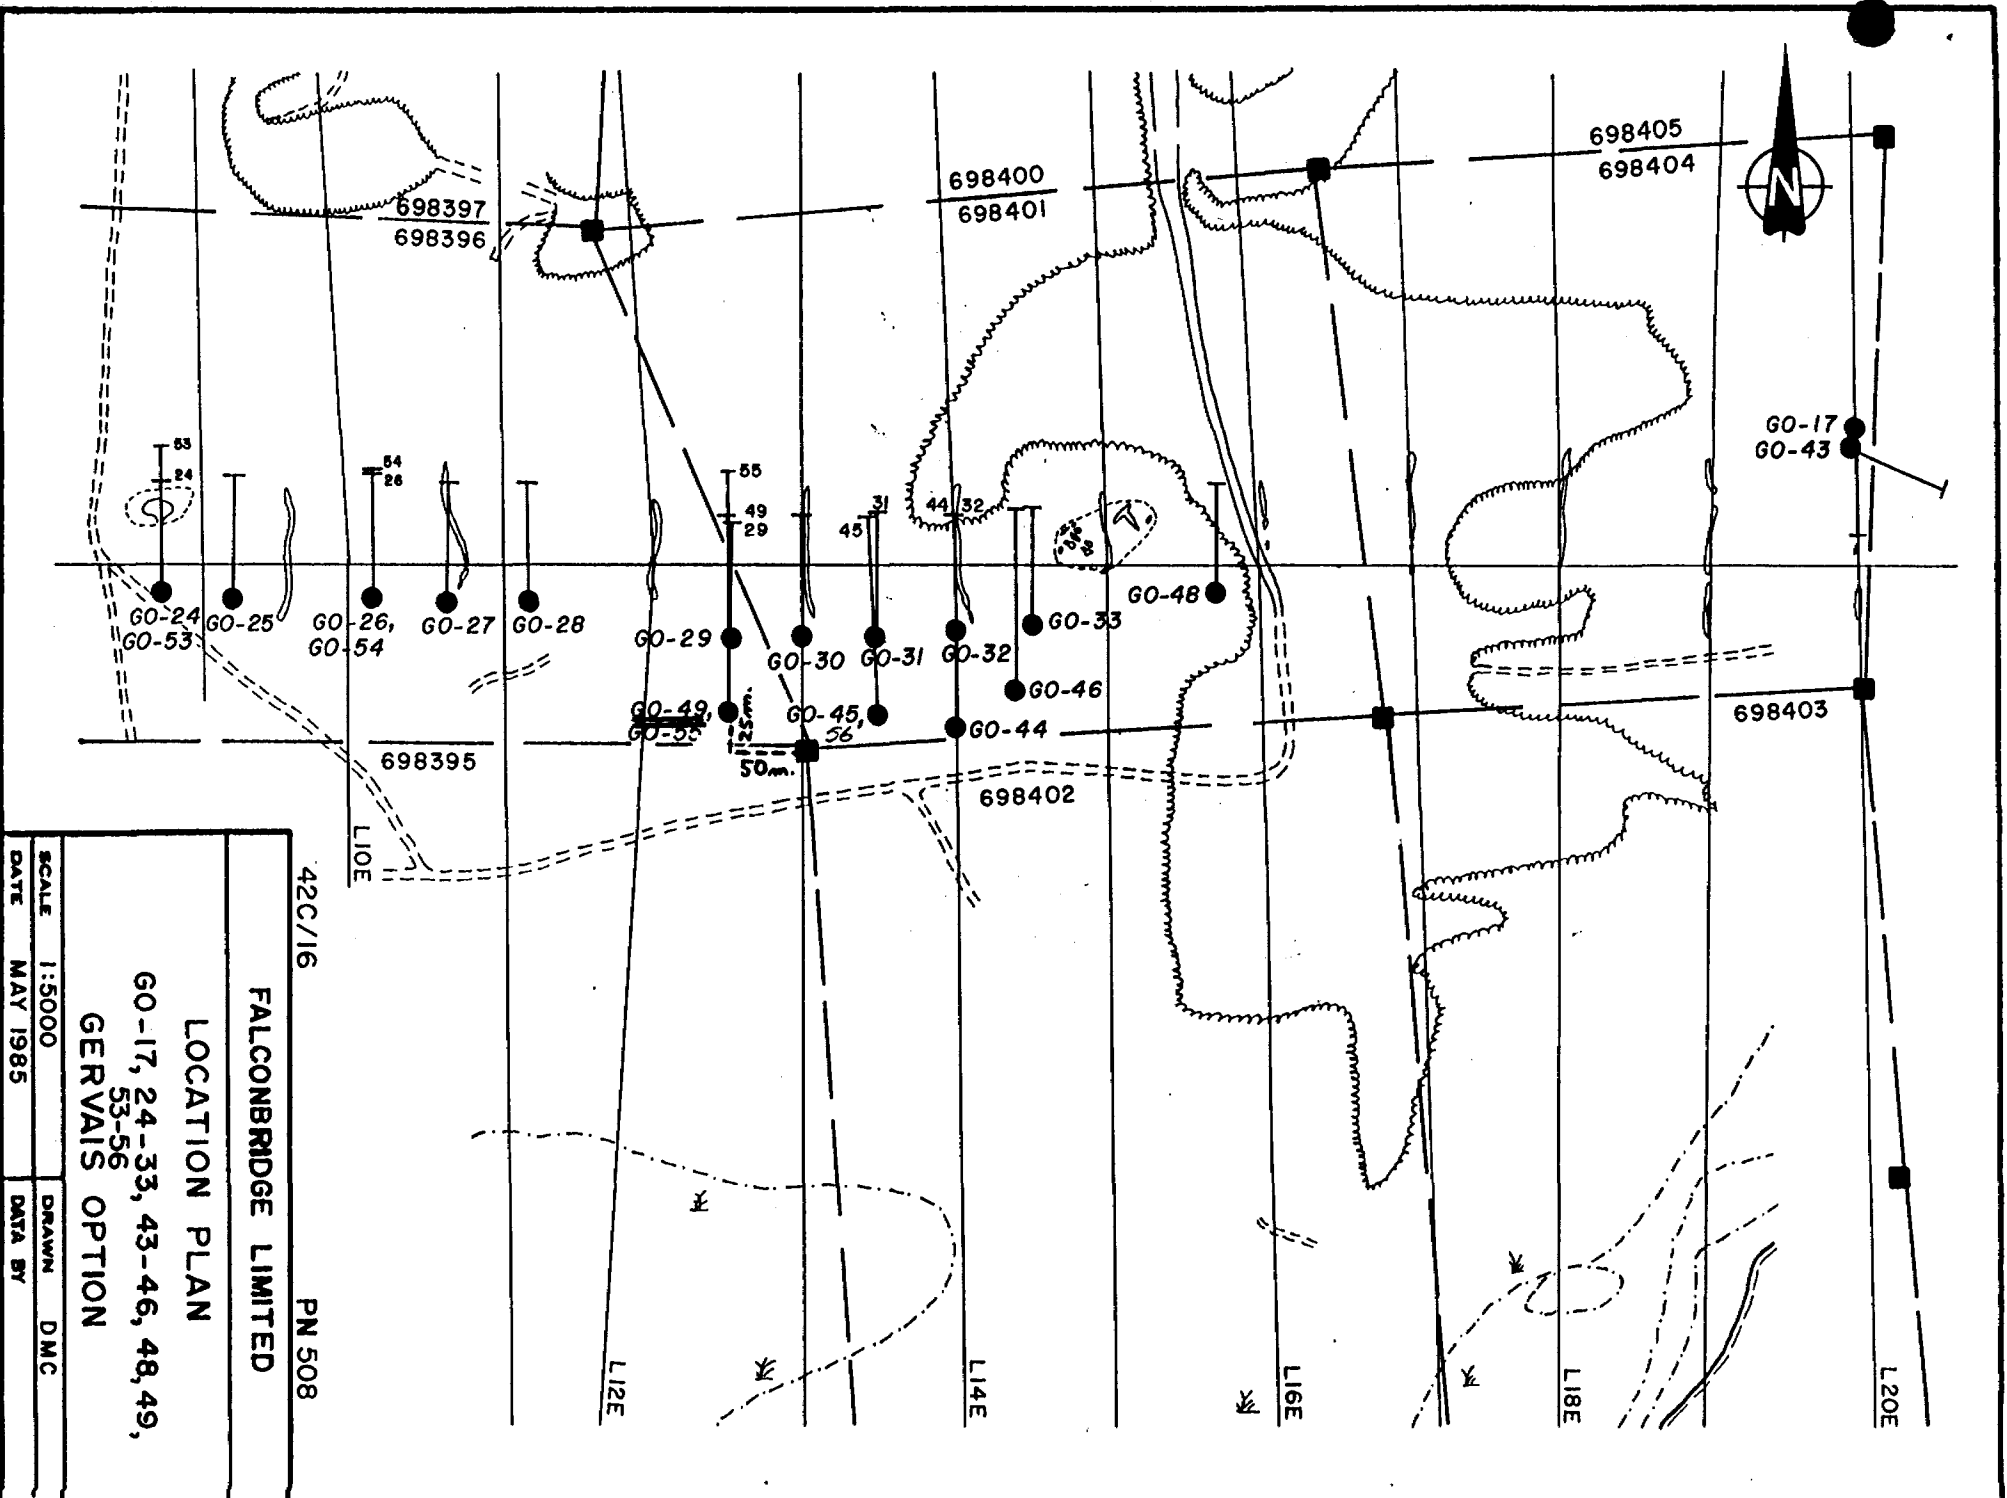 698405
698404
698400
698401
698397
698396
N
GO-17
GO-43
53
24
54
26
55
49
29
31
45
44
32
GO-24
GO-53
GO-25
GO-26,
GO-54
GO-27
GO-28
GO-29
GO-30
GO-31
GO-32
GO-33
GO-48
GO-46
GO-49,
GO-55
25m.
GO-45,
56
GO-44
50m.
698395
698402
698403
L10E
L12E
L14E
L16E
L18E
L20E
42C/16
PN 508
FALCONBRIDGE LIMITED
LOCATION PLAN
GO-17, 24-33, 43-46, 48, 49,
53-56
GERVAIS OPTION
SCALE 1:5000
DRAWN DMC
DATE MAY 1985
DATA BY